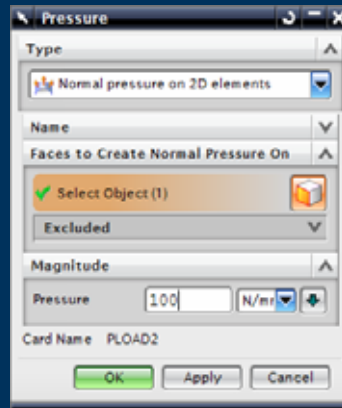 Pressure
Type
Normal pressure on 2D elements
Name
Faces to Create Normal Pressure On
Select Object (1)
Excluded
Magnitude
Pressure 100 N/mr
Card Name PLOAD2
OK Apply Cancel